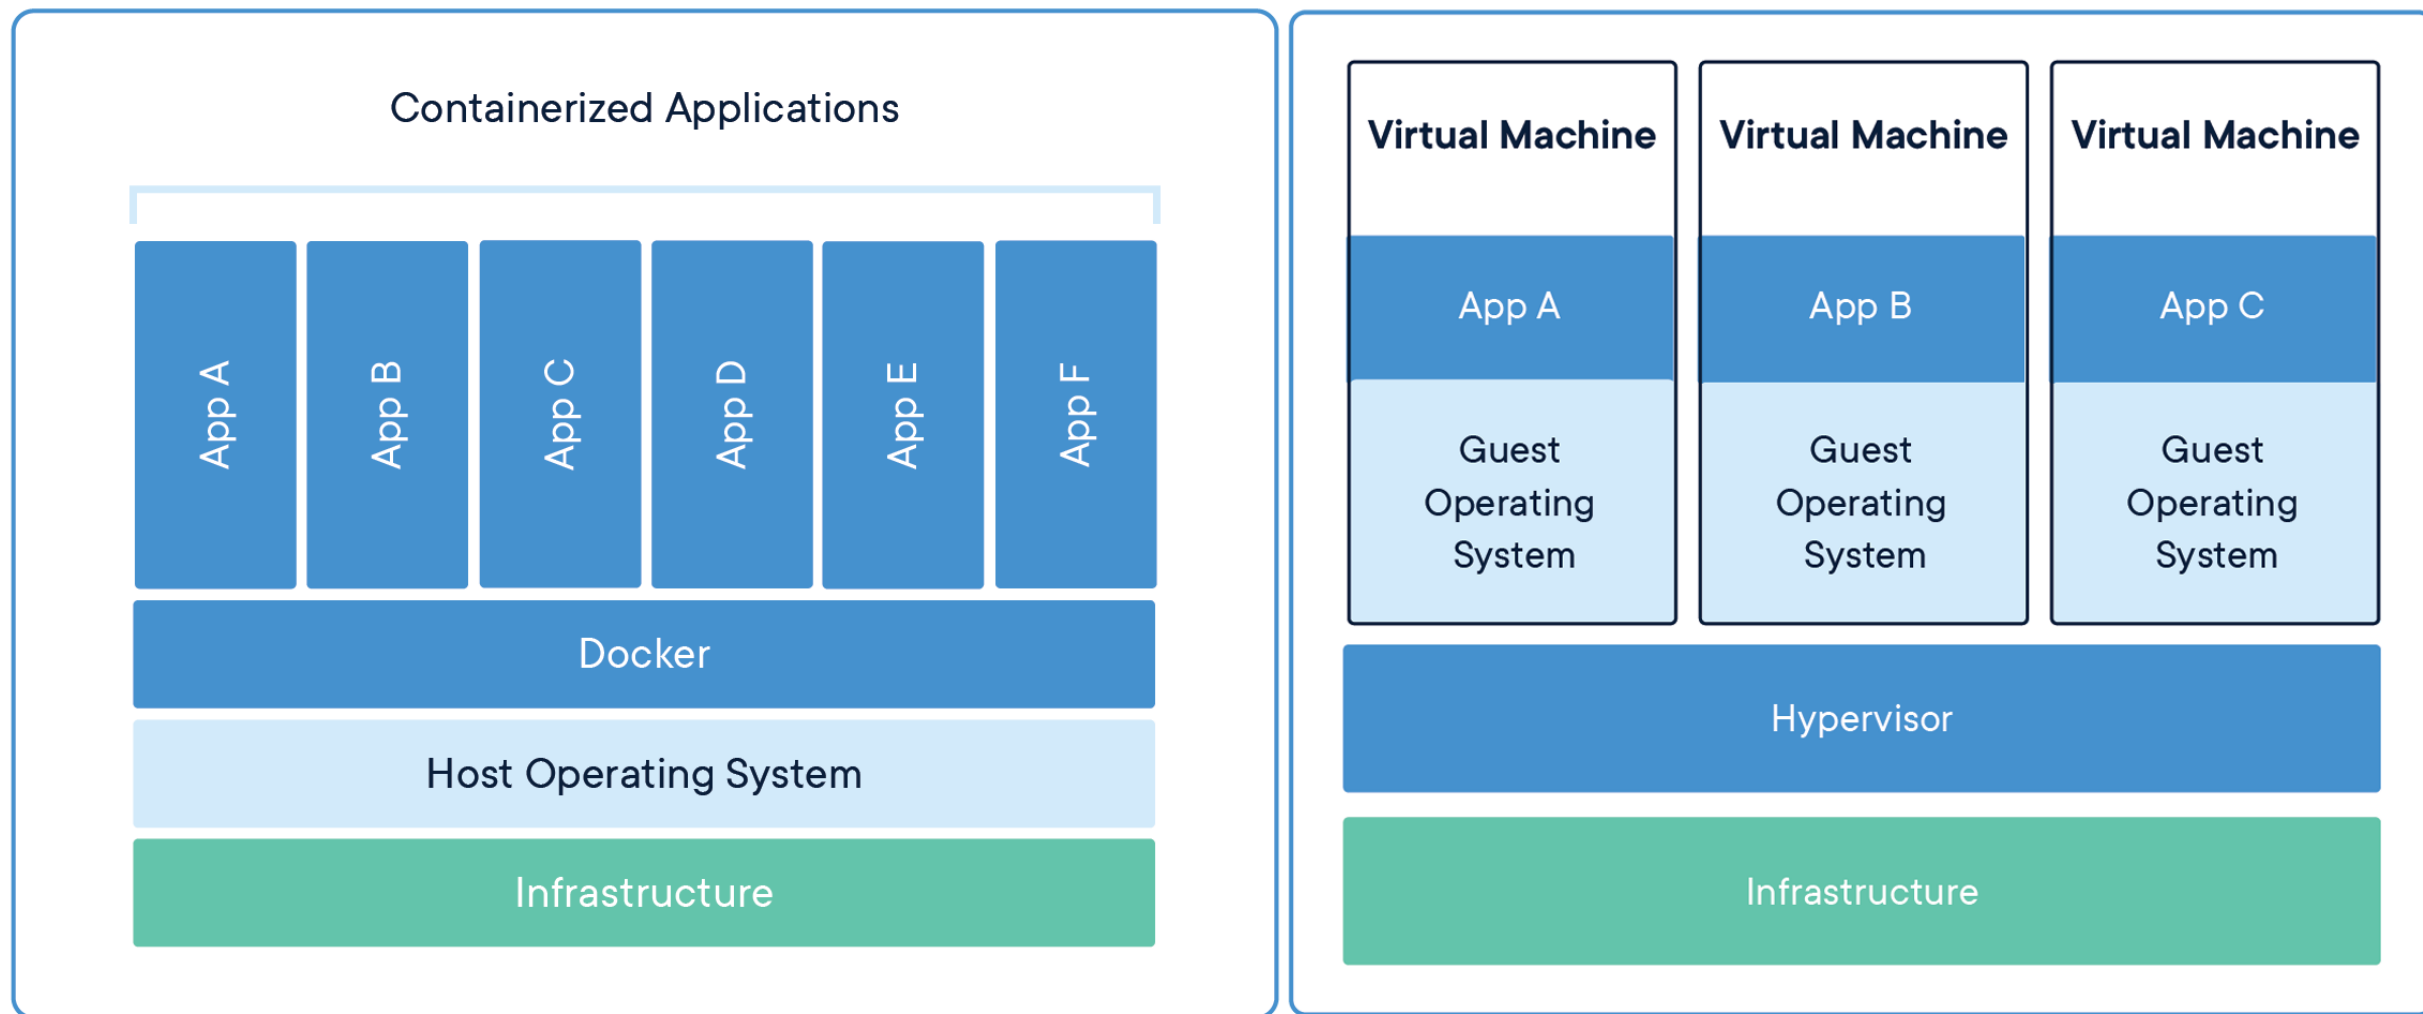 Containerized Applications
App A
App B
App C
App D
App E
App F
Docker
Host Operating System
Infrastructure
Virtual Machine
App A
Guest
Operating
System
Virtual Machine
App B
Guest
Operating
System
Virtual Machine
App C
Guest
Operating
System
Hypervisor
Infrastructure